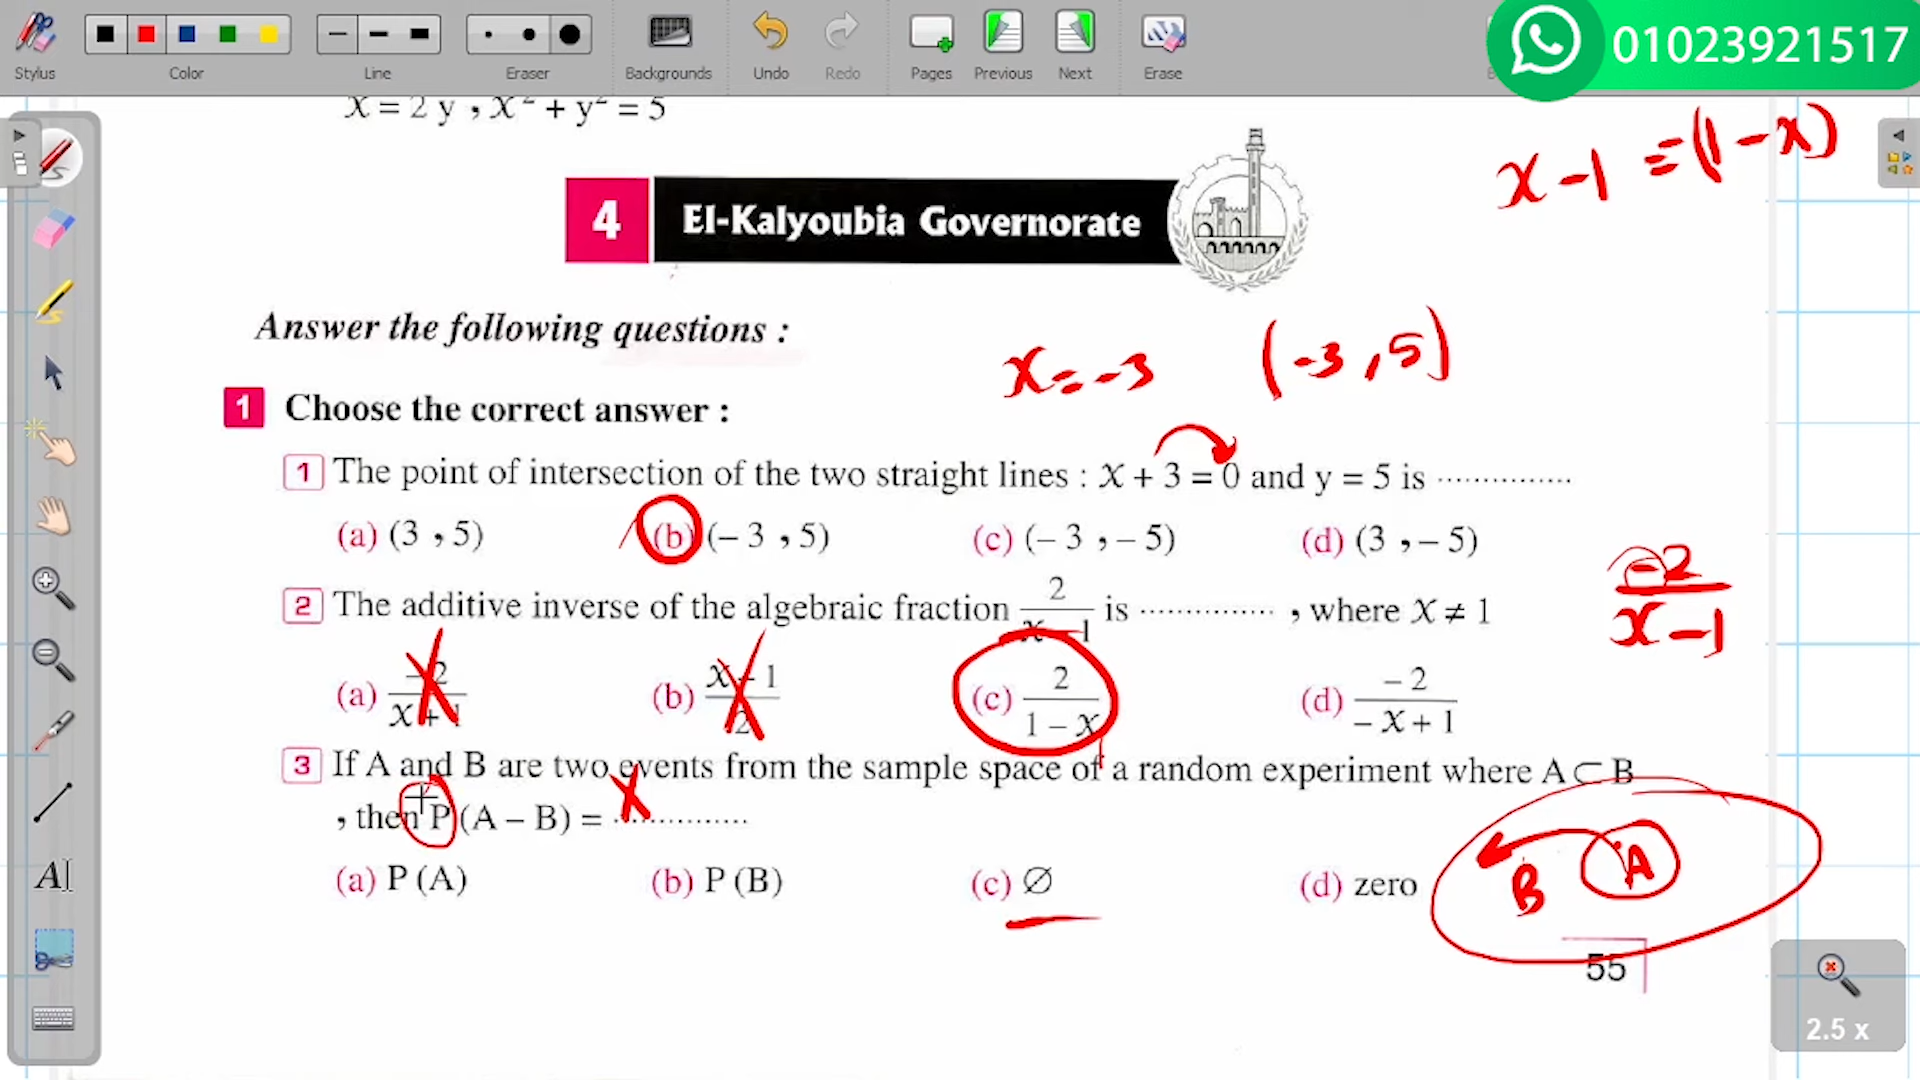 01023921517
Stylus Color Line Eraser Backgrounds Undo Redo Pages Previous Next Erase
x = 2 y , x² + y² = 5
x - 1 = (1 - x)
4 El-Kalyoubia Governorate
Answer the following questions :
x = -3 (-3 , 5)
1 Choose the correct answer :
1 The point of intersection of the two straight lines : x + 3 = 0 and y = 5 is ...............
(a) (3 , 5) (b) (– 3 , 5) (c) (– 3 , – 5) (d) (3 , – 5)
2 The additive inverse of the algebraic fraction 2/(x – 1) is ............... , where x ≠ 1
-2/(x - 1)
(a) – 2/(x + 1) (b) (x – 1)/2 (c) 2/(1 – x) (d) – 2/(– x + 1)
3 If A and B are two events from the sample space of a random experiment where A ⊂ B
, then P (A – B) = ...............
B A
(a) P (A) (b) P (B) (c) ∅ (d) zero
55
2.5 x